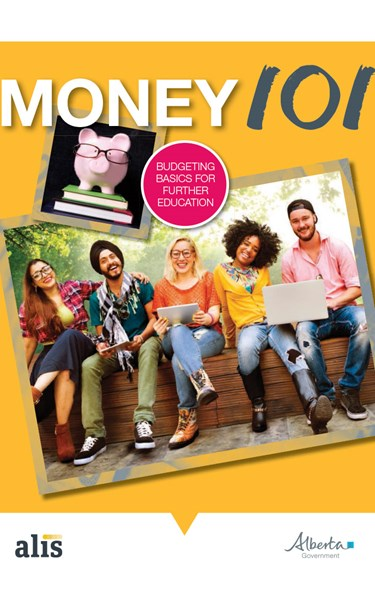 MONEY 101
BUDGETING
BASICS FOR
FURTHER
EDUCATION
alis
Alberta
Government